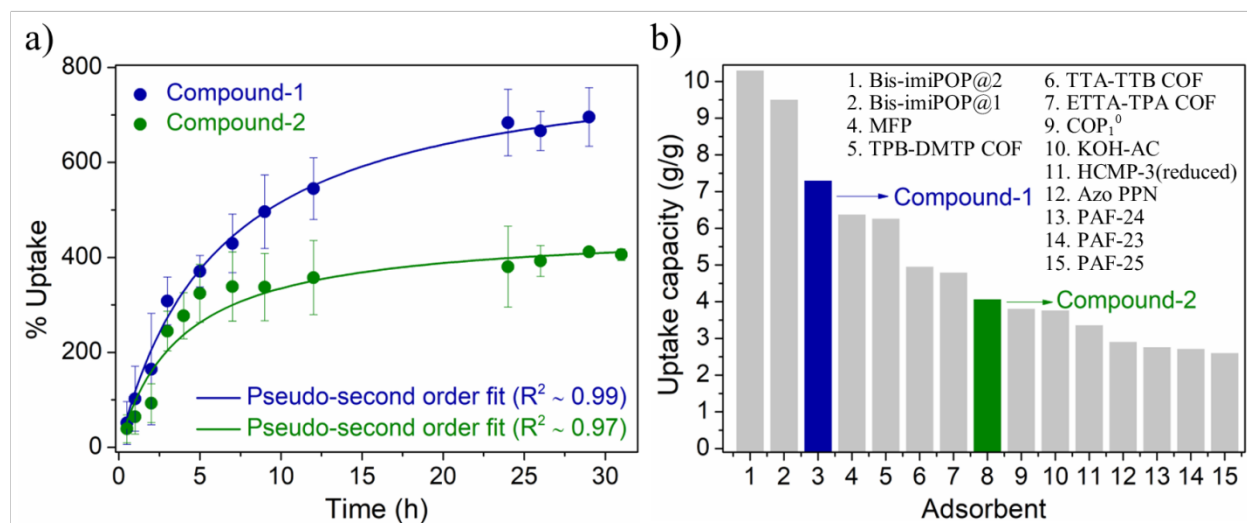 a)
% Uptake
800
600
400
200
0
Compound-1
Compound-2
Pseudo-second order fit (R² ~ 0.99)
Pseudo-second order fit (R² ~ 0.97)
0 5 10 15 20 25 30
Time (h)
b)
Uptake capacity (g/g)
10
9
8
7
6
5
4
3
2
1
0
1. Bis-imiPOP@2
2. Bis-imiPOP@1
4. MFP
5. TPB-DMTP COF
6. TTA-TTB COF
7. ETTA-TPA COF
9. COP₁⁰
10. KOH-AC
11. HCMP-3(reduced)
12. Azo PPN
13. PAF-24
14. PAF-23
15. PAF-25
Compound-1
Compound-2
1 2 3 4 5 6 7 8 9 10 11 12 13 14 15
Adsorbent